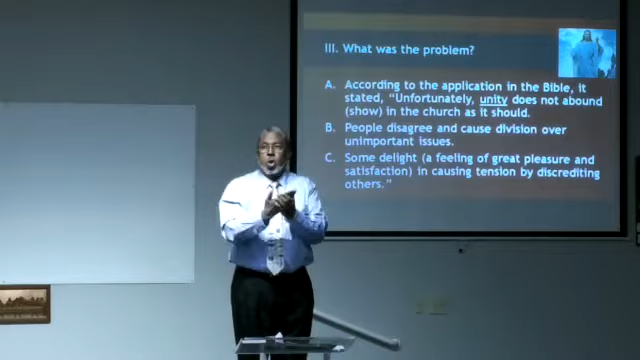 III. What was the problem?
A. According to the application in the Bible, it
stated, "Unfortunately, unity does not abound
(show) in the church as it should.
B. People disagree and cause division over
unimportant issues.
C. Some delight (a feeling of great pleasure and
satisfaction) in causing tension by discrediting
others."